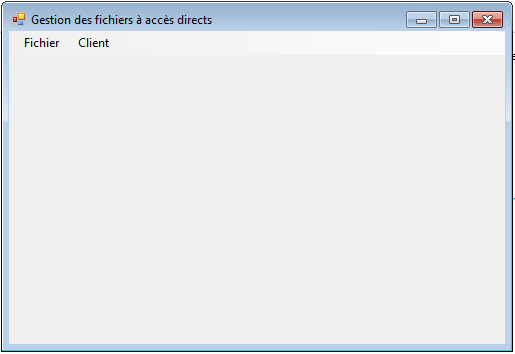 Gestion des fichiers à accès directs
Fichier Client